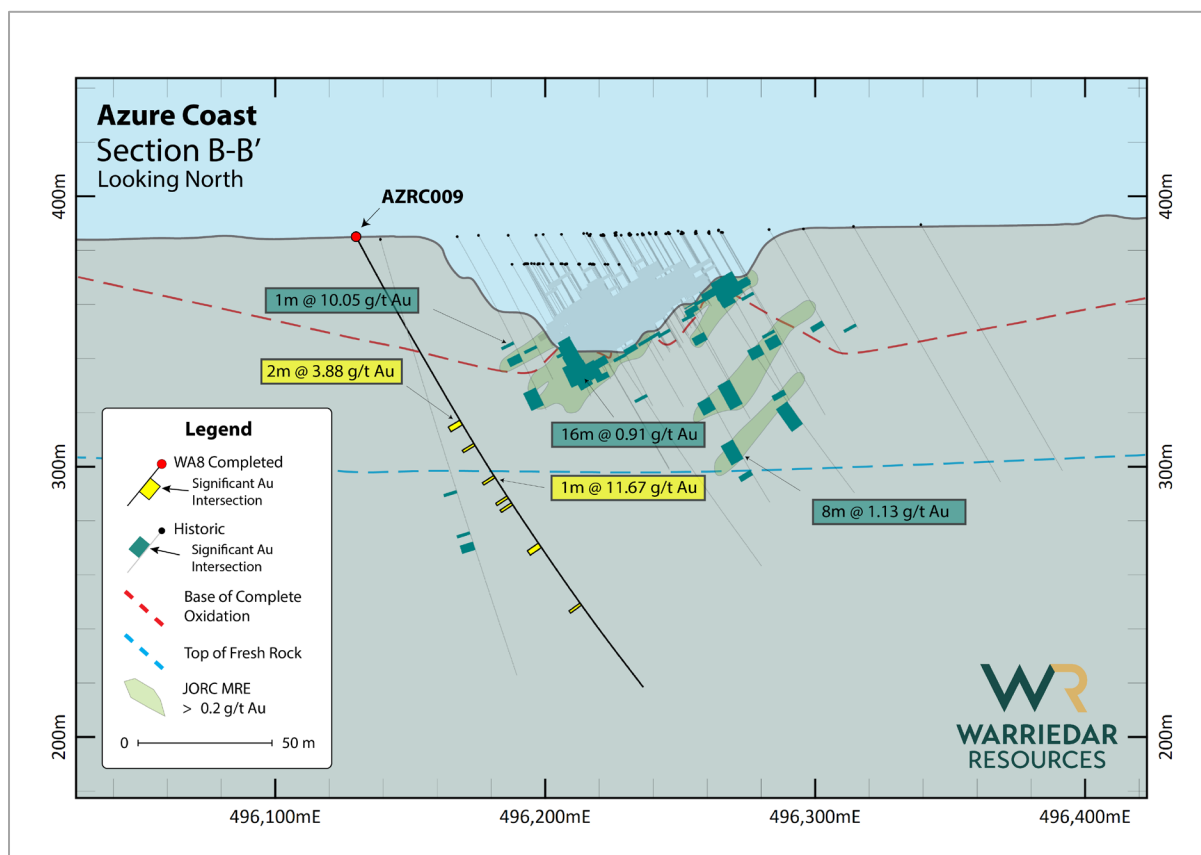 Azure Coast
Section B-B’
Looking North
AZRC009
400m
400m
1m @ 10.05 g/t Au
2m @ 3.88 g/t Au
16m @ 0.91 g/t Au
1m @ 11.67 g/t Au
8m @ 1.13 g/t Au
300m
300m
Legend
WA8 Completed
Significant Au
Intersection
Historic
Significant Au
Intersection
Base of Complete
Oxidation
Top of Fresh Rock
JORC MRE
> 0.2 g/t Au
0
50 m
200m
200m
WR
WARRIEDAR
RESOURCES
496,100mE
496,200mE
496,300mE
496,400mE